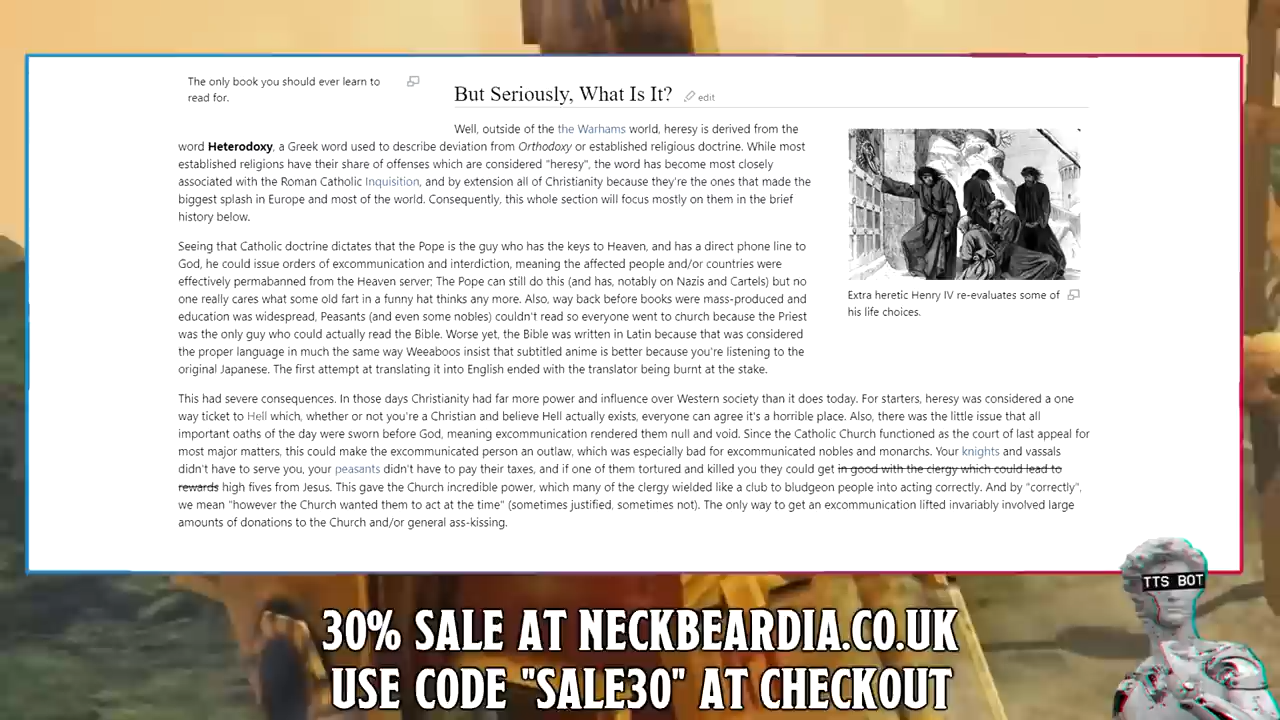 The only book you should ever learn to
read for.
But Seriously, What Is It? edit
Well, outside of the the Warhams world, heresy is derived from the
word Heterodoxy, a Greek word used to describe deviation from Orthodoxy or established religious doctrine. While most
established religions have their share of offenses which are considered "heresy", the word has become most closely
associated with the Roman Catholic Inquisition, and by extension all of Christianity because they're the ones that made the
biggest splash in Europe and most of the world. Consequently, this whole section will focus mostly on them in the brief
history below.
Extra heretic Henry IV re-evaluates some of
his life choices.
Seeing that Catholic doctrine dictates that the Pope is the guy who has the keys to Heaven, and has a direct phone line to
God, he could issue orders of excommunication and interdiction, meaning the affected people and/or countries were
effectively permabanned from the Heaven server; The Pope can still do this (and has, notably on Nazis and Cartels) but no
one really cares what some old fart in a funny hat thinks any more. Also, way back before books were mass-produced and
education was widespread, Peasants (and even some nobles) couldn't read so everyone went to church because the Priest
was the only guy who could actually read the Bible. Worse yet, the Bible was written in Latin because that was considered
the proper language in much the same way Weeaboos insist that subtitled anime is better because you're listening to the
original Japanese. The first attempt at translating it into English ended with the translator being burnt at the stake.
This had severe consequences. In those days Christianity had far more power and influence over Western society than it does today. For starters, heresy was considered a one
way ticket to Hell which, whether or not you're a Christian and believe Hell actually exists, everyone can agree it's a horrible place. Also, there was the little issue that all
important oaths of the day were sworn before God, meaning excommunication rendered them null and void. Since the Catholic Church functioned as the court of last appeal for
most major matters, this could make the excommunicated person an outlaw, which was especially bad for excommunicated nobles and monarchs. Your knights and vassals
didn't have to serve you, your peasants didn't have to pay their taxes, and if one of them tortured and killed you they could get in good with the clergy which could lead to
rewards high fives from Jesus. This gave the Church incredible power, which many of the clergy wielded like a club to bludgeon people into acting correctly. And by "correctly",
we mean "however the Church wanted them to act at the time" (sometimes justified, sometimes not). The only way to get an excommunication lifted invariably involved large
amounts of donations to the Church and/or general ass-kissing.
TTS BOT
30% SALE AT NECKBEARDIA.CO.UK
USE CODE "SALE30" AT CHECKOUT